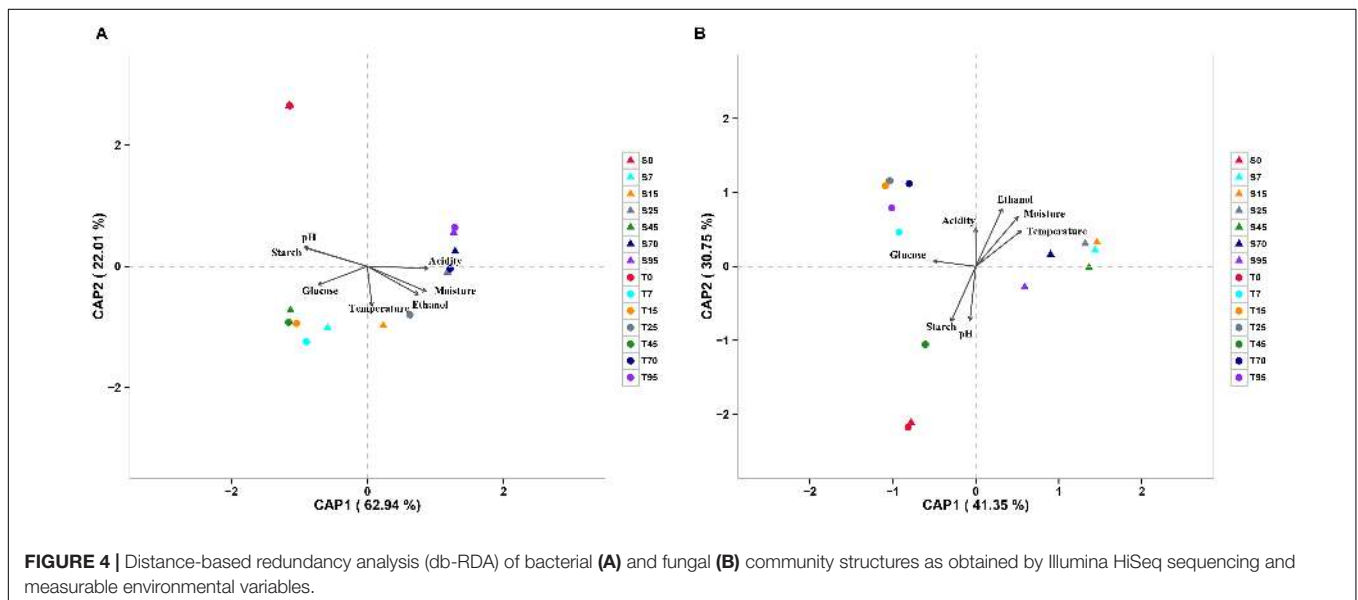 A
B
CAP2 ( 22.01 %)
2
0
−2
−2
0
2
CAP1 ( 62.94 %)
pH
Starch
Glucose
Temperature
Ethanol
Moisture
Acidity
S0
S7
S15
S25
S45
S70
S95
T0
T7
T15
T25
T45
T70
T95
CAP2 ( 30.75 %)
2
1
0
−1
−2
−2
−1
0
1
2
CAP1 ( 41.35 %)
Ethanol
Acidity
Moisture
Temperature
Glucose
Starch
pH
S0
S7
S15
S25
S45
S70
S95
T0
T7
T15
T25
T45
T70
T95
FIGURE 4 | Distance-based redundancy analysis (db-RDA) of bacterial (A) and fungal (B) community structures as obtained by Illumina HiSeq sequencing and
measurable environmental variables.